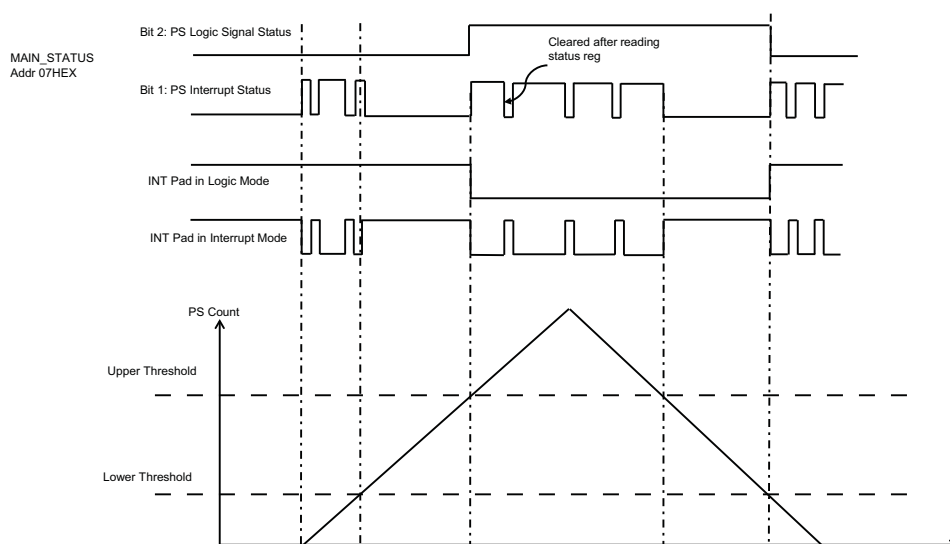 Bit 2: PS Logic Signal Status
Cleared after reading
status reg
MAIN_STATUS
Addr 07HEX
Bit 1: PS Interrupt Status
INT Pad in Logic Mode
INT Pad in Interrupt Mode
PS Count
Upper Threshold
Lower Threshold